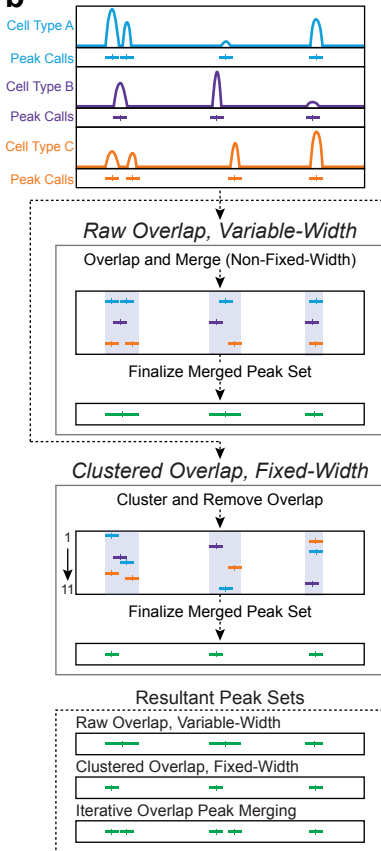 b
Cell Type A
Peak Calls
Cell Type B
Peak Calls
Cell Type C
Peak Calls
Raw Overlap, Variable-Width
Overlap and Merge (Non-Fixed-Width)
Finalize Merged Peak Set
Clustered Overlap, Fixed-Width
Cluster and Remove Overlap
1
11
Finalize Merged Peak Set
Resultant Peak Sets
Raw Overlap, Variable-Width
Clustered Overlap, Fixed-Width
Iterative Overlap Peak Merging